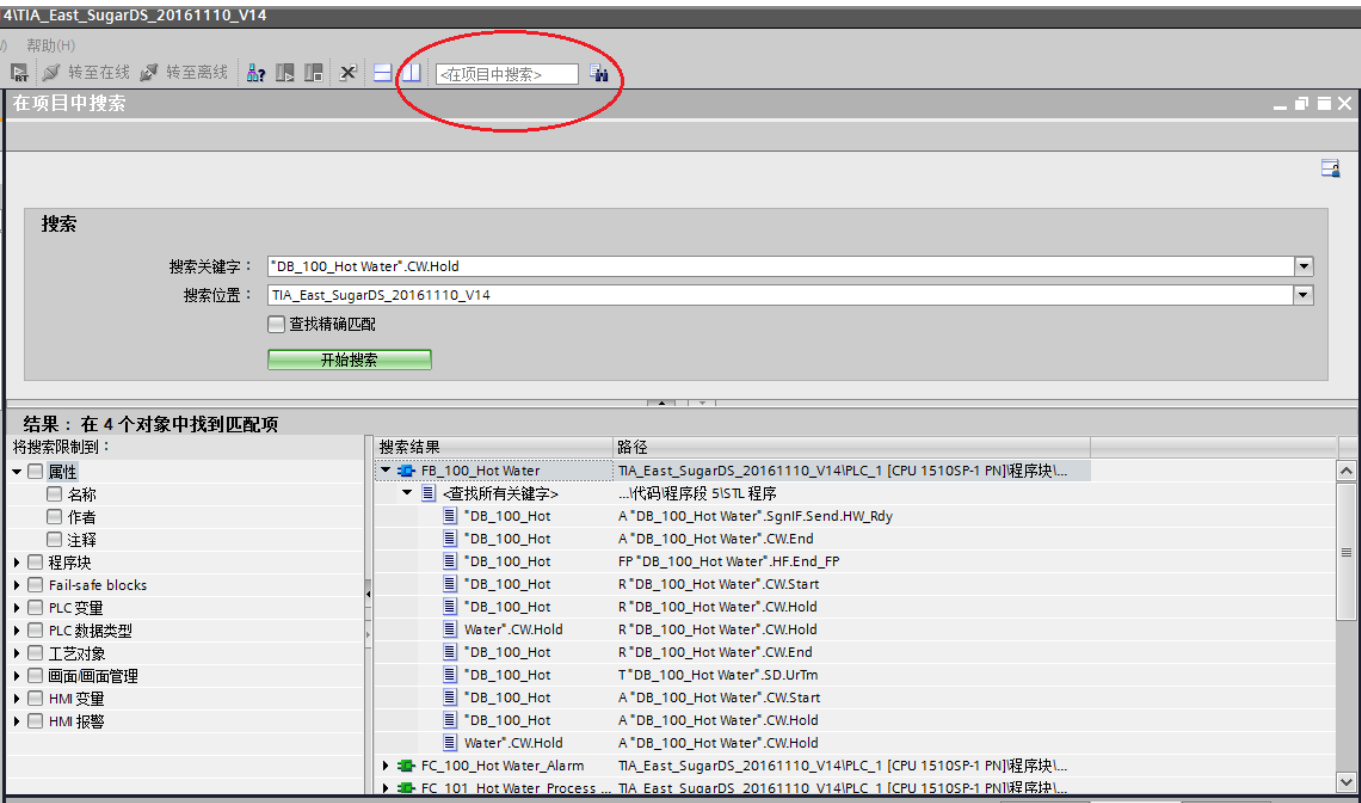 4\TIA_East_SugarDS_20161110_V14
帮助(H)
转至在线 转至离线 <在项目中搜索>
在项目中搜索
搜索
搜索关键字： "DB_100_Hot Water".CW.Hold
搜索位置： TIA_East_SugarDS_20161110_V14
查找精确匹配
开始搜索
结果：在 4 个对象中找到匹配项
将搜索限制到： 搜索结果 路径
属性 FB_100_Hot Water TIA_East_SugarDS_20161110_V14\PLC_1 [CPU 1510SP-1 PN]\程序块\...
名称 <查找所有关键字> ...\代码\程序段 5\STL 程序
作者 "DB_100_Hot A "DB_100_Hot Water".SgnIF.Send.HW_Rdy
注释 "DB_100_Hot A "DB_100_Hot Water".CW.End
程序块 "DB_100_Hot FP "DB_100_Hot Water".HF.End_FP
Fail-safe blocks "DB_100_Hot R "DB_100_Hot Water".CW.Start
PLC 变量 "DB_100_Hot R "DB_100_Hot Water".CW.Hold
PLC 数据类型 Water".CW.Hold R "DB_100_Hot Water".CW.Hold
工艺对象 "DB_100_Hot R "DB_100_Hot Water".CW.End
画面/画面管理 "DB_100_Hot T "DB_100_Hot Water".SD.UrTm
HMI 变量 "DB_100_Hot A "DB_100_Hot Water".CW.Start
HMI 报警 "DB_100_Hot A "DB_100_Hot Water".CW.Hold
Water".CW.Hold A "DB_100_Hot Water".CW.Hold
FC_100_Hot Water_Alarm TIA_East_SugarDS_20161110_V14\PLC_1 [CPU 1510SP-1 PN]\程序块\...
FC_101_Hot Water_Process ... TIA_East_SugarDS_20161110_V14\PLC_1 [CPU 1510SP-1 PN]\程序块\...